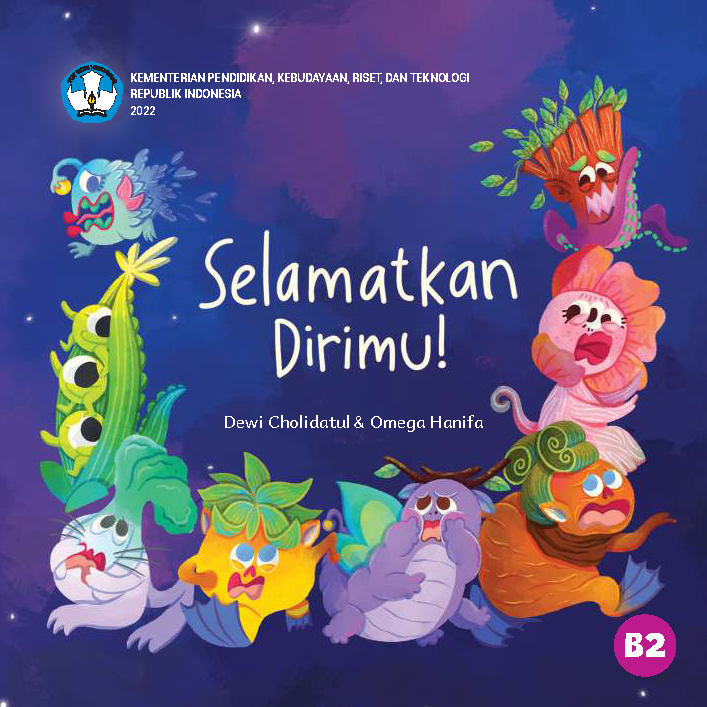 KEMENTERIAN PENDIDIKAN, KEBUDAYAAN, RISET, DAN TEKNOLOGI
REPUBLIK INDONESIA
2022
Selamatkan
Dirimu!
Dewi Cholidatul & Omega Hanifa
B2